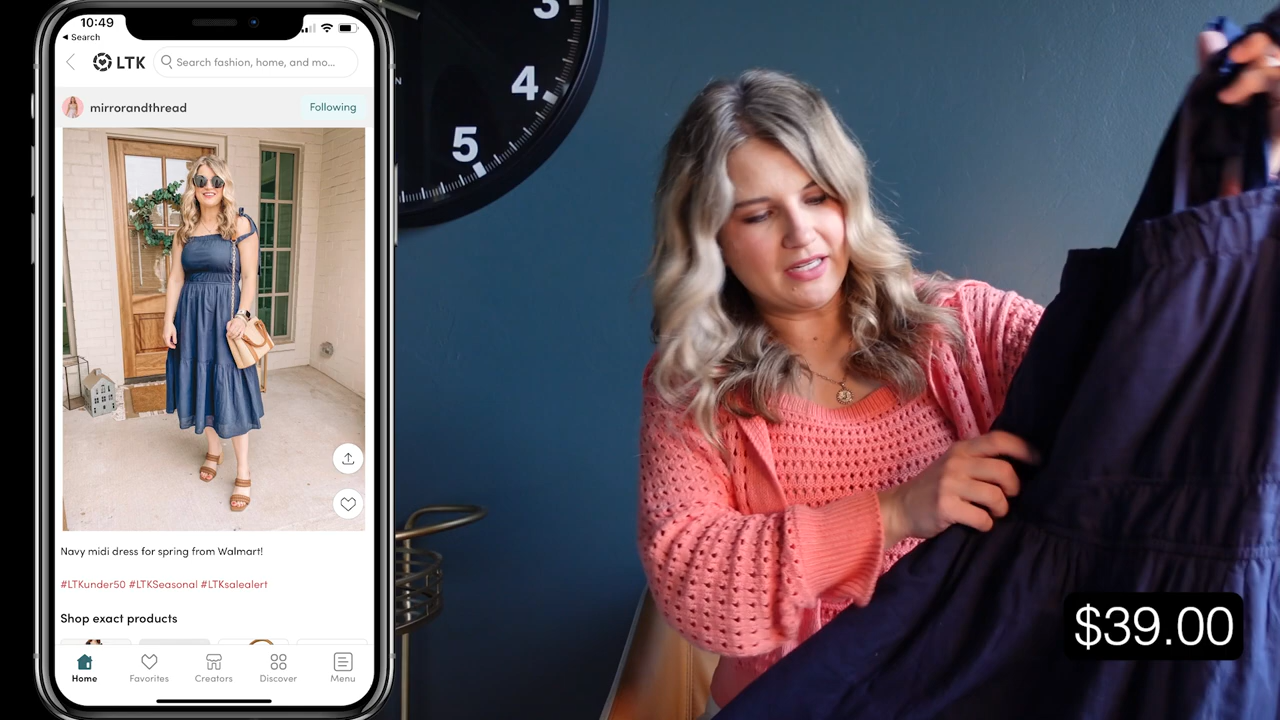 10:49
Search
LTK
Search fashion, home, and mo...
mirrorandthread
Following
Navy midi dress for spring from Walmart!
#LTKunder50 #LTKSeasonal #LTKsalealert
Shop exact products
Home
Favorites
Creators
Discover
Menu
3
4
5
N
$39.00